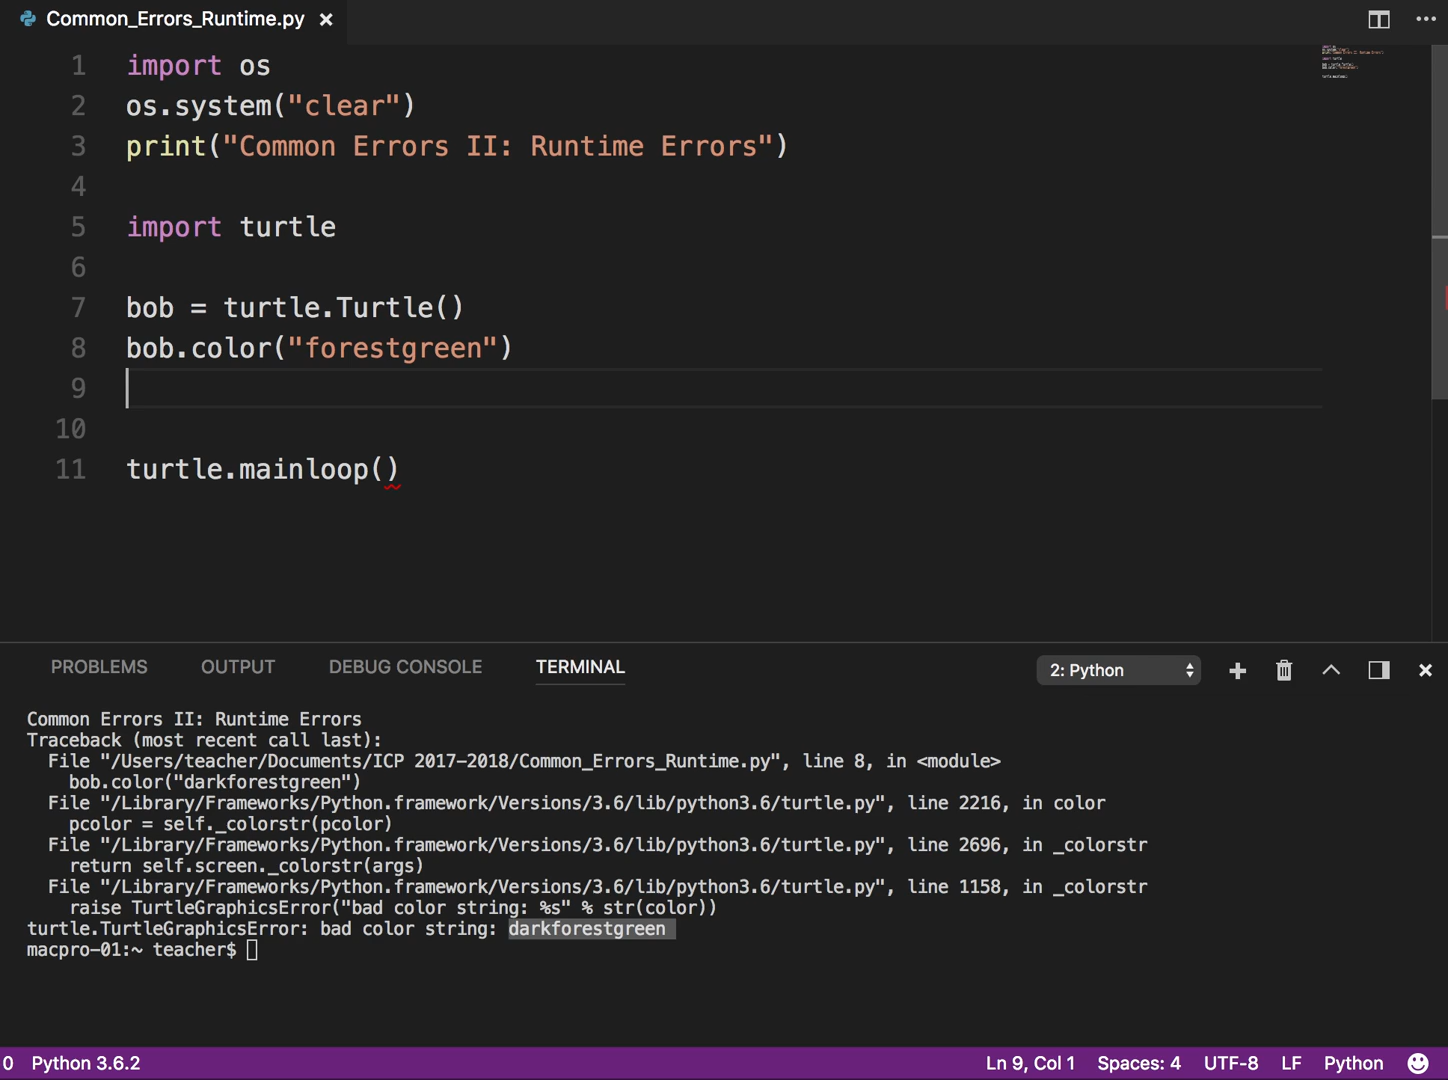 Common_Errors_Runtime.py ×
1 import os
2 os.system("clear")
3 print("Common Errors II: Runtime Errors")
4
5 import turtle
6
7 bob = turtle.Turtle()
8 bob.color("forestgreen")
9
10
11 turtle.mainloop()
PROBLEMS OUTPUT DEBUG CONSOLE TERMINAL 2: Python
Common Errors II: Runtime Errors
Traceback (most recent call last):
File "/Users/teacher/Documents/ICP 2017-2018/Common_Errors_Runtime.py", line 8, in <module>
bob.color("darkforestgreen")
File "/Library/Frameworks/Python.framework/Versions/3.6/lib/python3.6/turtle.py", line 2216, in color
pcolor = self._colorstr(pcolor)
File "/Library/Frameworks/Python.framework/Versions/3.6/lib/python3.6/turtle.py", line 2696, in _colorstr
return self.screen._colorstr(args)
File "/Library/Frameworks/Python.framework/Versions/3.6/lib/python3.6/turtle.py", line 1158, in _colorstr
raise TurtleGraphicsError("bad color string: %s" % str(color))
turtle.TurtleGraphicsError: bad color string: darkforestgreen
macpro-01:~ teacher$
0 Python 3.6.2 Ln 9, Col 1 Spaces: 4 UTF-8 LF Python